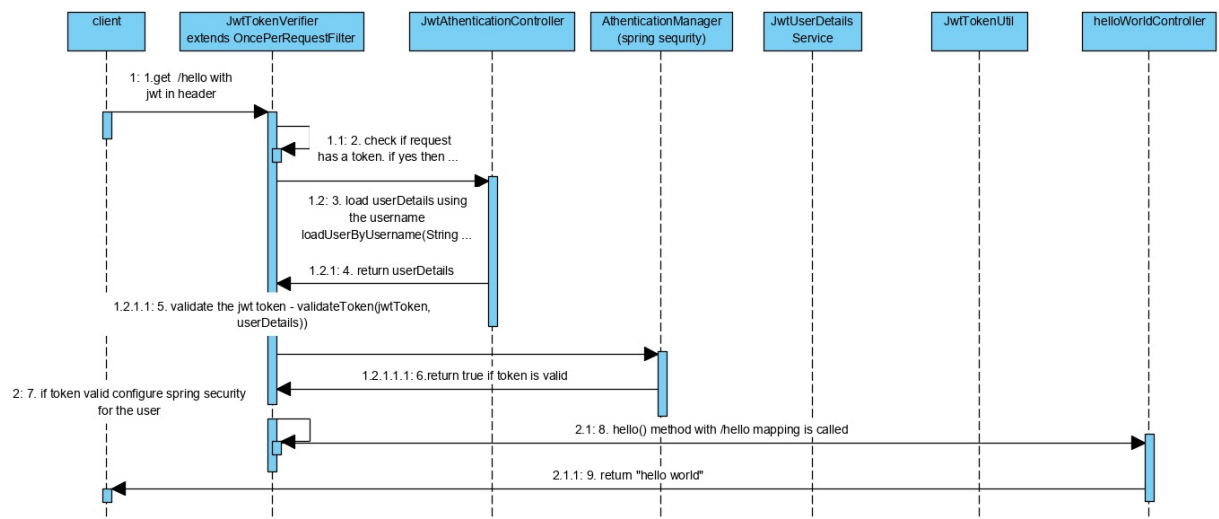 client
JwtTokenVerifier
extends OncePerRequestFilter
JwtAthenticationController
AthenticationManager
(spring sequrity)
JwtUserDetails
Service
JwtTokenUtil
helloWorldController
1: 1.get /hello with
jwt in header
1.1: 2. check if request
has a token. if yes then ...
1.2: 3. load userDetails using
the username
loadUserByUsername(String ...
1.2.1: 4. return userDetails
1.2.1.1: 5. validate the jwt token - validateToken(jwtToken,
userDetails))
1.2.1.1.1: 6.return true if token is valid
2: 7. if token valid configure spring security
for the user
2.1: 8. hello() method with /hello mapping is called
2.1.1: 9. return "hello world"